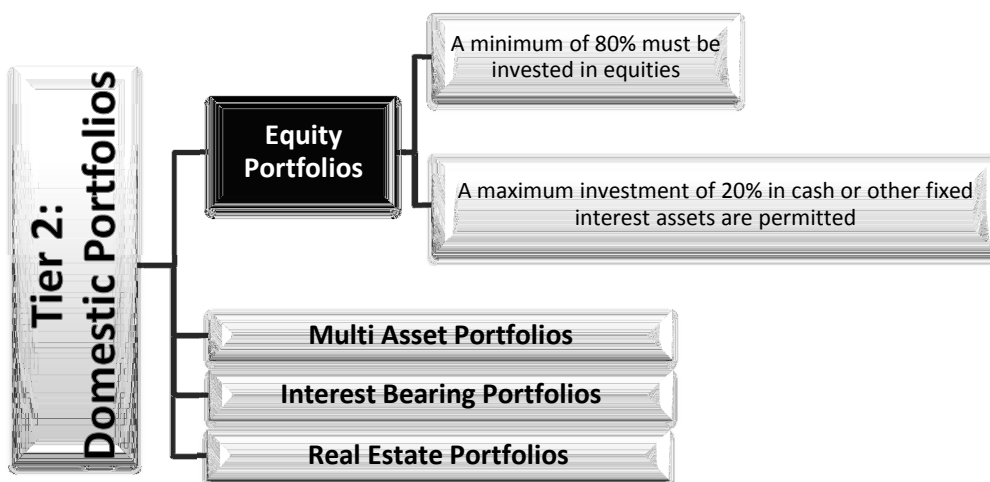 Tier 2:
Domestic Portfolios
Equity
Portfolios
A minimum of 80% must be
invested in equities
A maximum investment of 20% in cash or other fixed
interest assets are permitted
Multi Asset Portfolios
Interest Bearing Portfolios
Real Estate Portfolios